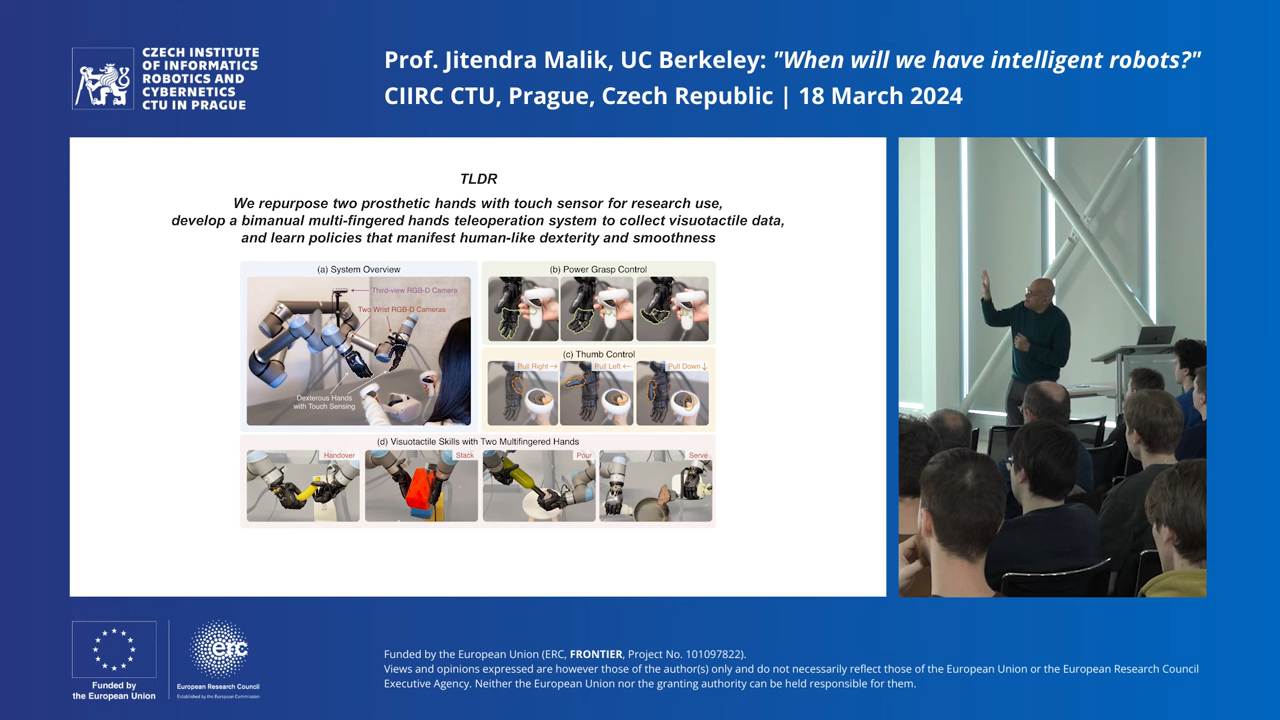 CZECH INSTITUTE
OF INFORMATICS
ROBOTICS AND
CYBERNETICS
CTU IN PRAGUE
Prof. Jitendra Malik, UC Berkeley: "When will we have intelligent robots?"
CIIRC CTU, Prague, Czech Republic | 18 March 2024
TLDR
We repurpose two prosthetic hands with touch sensor for research use,
develop a bimanual multi-fingered hands teleoperation system to collect visuotactile data,
and learn policies that manifest human-like dexterity and smoothness
(a) System Overview
Third-view RGB-D Camera
Two Wrist RGB-D Cameras
Dexterous Hands
with Touch Sensing
(b) Power Grasp Control
(c) Thumb Control
Pull Right→
Pull Left←
Pull Down↓
(d) Visuotactile Skills with Two Multifingered Hands
Handover
Stack
Pour
Serve
Funded by
the European Union
erc
European Research Council
Established by the European Commission
Funded by the European Union (ERC, FRONTIER, Project No. 101097822).
Views and opinions expressed are however those of the author(s) only and do not necessarily reflect those of the European Union or the European Research Council
Executive Agency. Neither the European Union nor the granting authority can be held responsible for them.